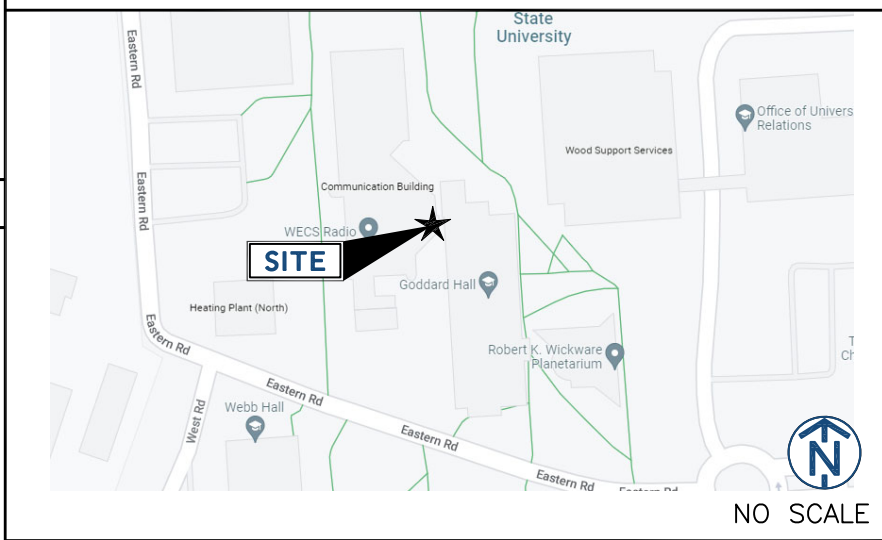 State
University
Eastern Rd
Office of Univers
Relations
Wood Support Services
Eastern Rd
Communication Building
WECS Radio
SITE
Goddard Hall
Heating Plant (North)
Eastern Rd
Robert K. Wickware
Planetarium
T
Ch
Eastern Rd
Webb Hall
West Rd
Eastern Rd
Eastern Rd
Eastern Rd
N
NO SCALE